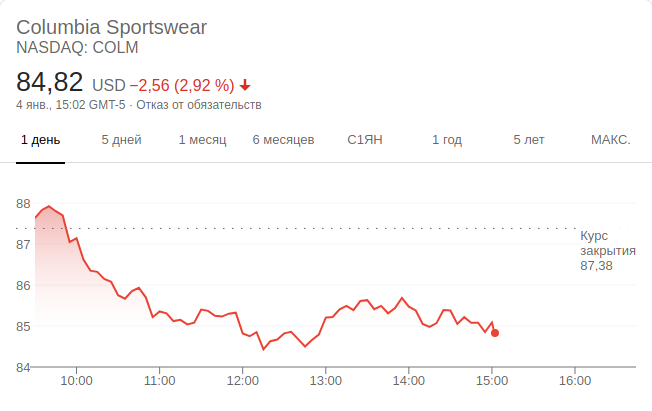 Columbia Sportswear
NASDAQ: COLM
84,82 USD −2,56 (2,92 %)
4 янв., 15:02 GMT-5 · Отказ от обязательств
1 день 5 дней 1 месяц 6 месяцев С1ЯН 1 год 5 лет МАКС.
88
Курс
87
закрытия
87,38
86
85
84
10:00 11:00 12:00 13:00 14:00 15:00 16:00